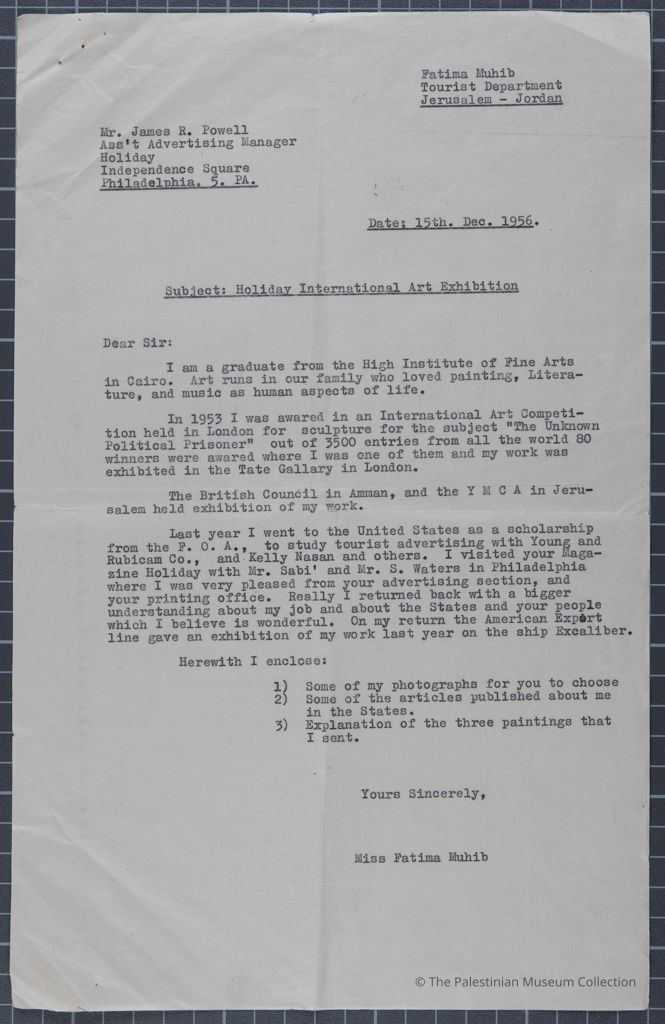 Fatima Muhib
Tourist Department
Jerusalem - Jordan
Mr. James R. Powell
Ass't Advertising Manager
Holiday
Independence Square
Philadelphia. 5. PA.
Date: 15th. Dec. 1956.
Subject: Holiday International Art Exhibition
Dear Sir:
I am a graduate from the High Institute of Fine Arts
in Cairo. Art runs in our family who loved painting, Litera-
ture, and music as human aspects of life.
In 1953 I was awared in an International Art Competi-
tion held in London for sculpture for the subject "The Unknown
Political Prisoner" out of 3500 entries from all the world 80
winners were awared where I was one of them and my work was
exhibited in the Tate Gallary in London.
The British Council in Amman, and the Y M C A in Jeru-
salem held exhibition of my work.
Last year I went to the United States as a scholarship
from the F. O. A., to study tourist advertising with Young and
Rubicam Co., and Kelly Nasan and others. I visited your Maga-
zine Holiday with Mr. Sabi' and Mr. S. Waters in Philadelphia
where I was very pleased from your advertising section, and
your printing office. Really I returned back with a bigger
understanding about my job and about the States and your people
which I believe is wonderful. On my return the American Export
line gave an exhibition of my work last year on the ship Excaliber.
Herewith I enclose:
1) Some of my photographs for you to choose
2) Some of the articles published about me
in the States.
3) Explanation of the three paintings that
I sent.
Yours Sincerely,
Miss Fatima Muhib
© The Palestinian Museum Collection